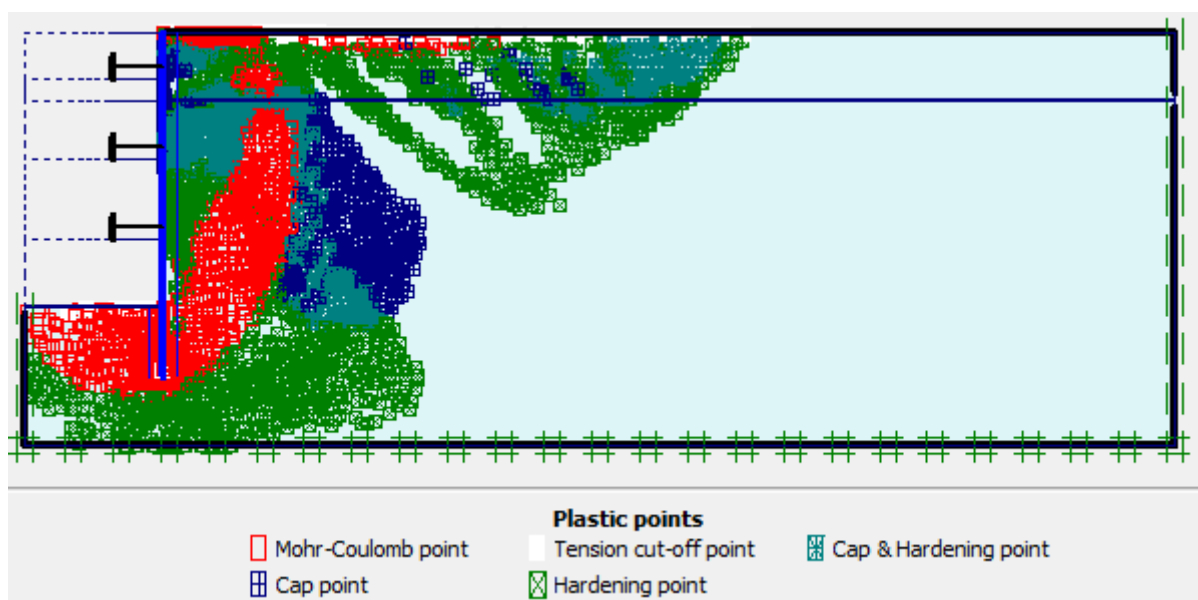 Plastic points
Mohr-Coulomb point Tension cut-off point Cap & Hardening point
Cap point Hardening point